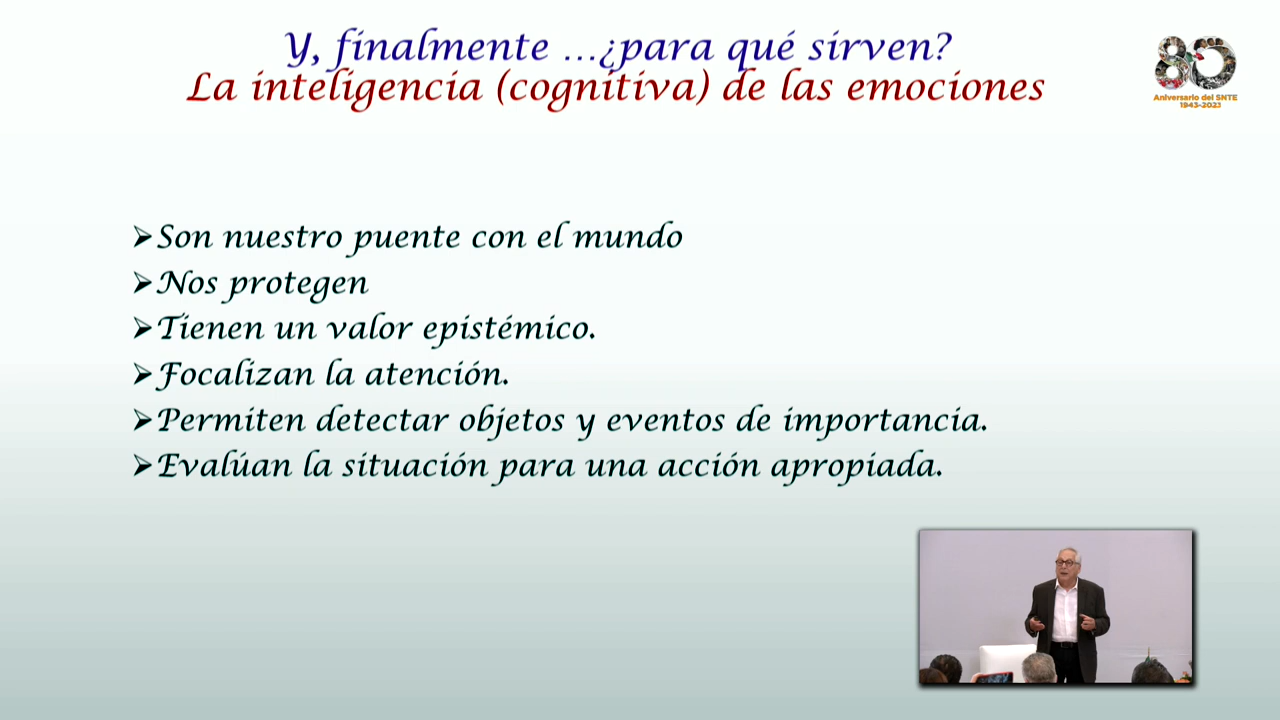 Y, finalmente ...¿para qué sirven?
La inteligencia (cognitiva) de las emociones
80
Aniversario del SNTE
1943-2023
➢Son nuestro puente con el mundo
➢Nos protegen
➢Tienen un valor epistémico.
➢Focalizan la atención.
➢Permiten detectar objetos y eventos de importancia.
➢Evalúan la situación para una acción apropiada.